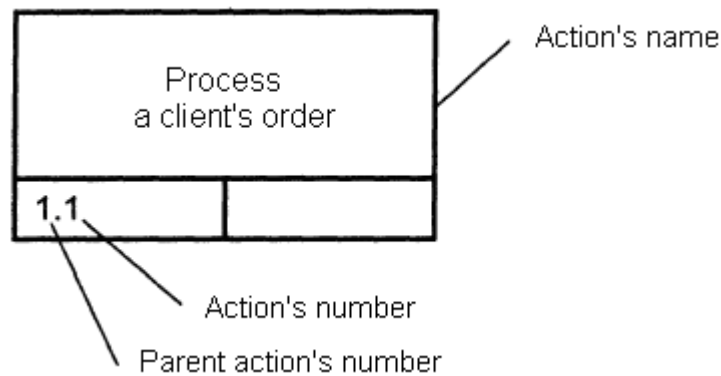 Action's name
Process
a client's order
1.1
Action's number
Parent action's number